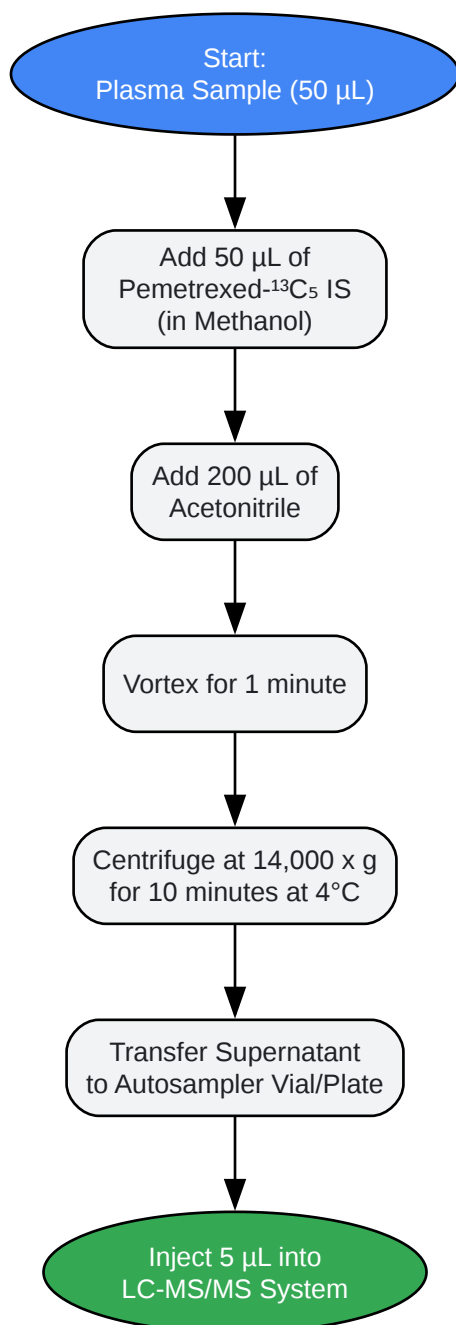 Start:
Plasma Sample (50 µL)
Add 50 µL of
Pemetrexed-¹³C₅ IS
(in Methanol)
Add 200 µL of
Acetonitrile
Vortex for 1 minute
Centrifuge at 14,000 x g
for 10 minutes at 4°C
Transfer Supernatant
to Autosampler Vial/Plate
Inject 5 µL into
LC-MS/MS System